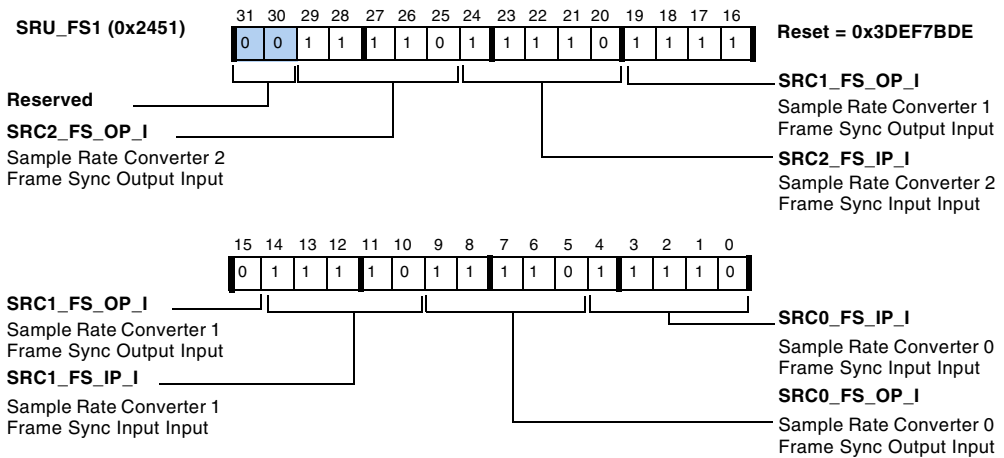 SRU_FS1 (0x2451)
31 30 29 28 27 26 25 24 23 22 21 20 19 18 17 16
0 0 1 1 1 1 0 1 1 1 1 0 1 1 1 1
Reset = 0x3DEF7BDE
Reserved
SRC2_FS_OP_I
Sample Rate Converter 2
Frame Sync Output Input
SRC1_FS_OP_I
Sample Rate Converter 1
Frame Sync Output Input
SRC2_FS_IP_I
Sample Rate Converter 2
Frame Sync Input Input
15 14 13 12 11 10 9 8 7 6 5 4 3 2 1 0
0 1 1 1 1 0 1 1 1 1 0 1 1 1 1 0
SRC1_FS_OP_I
Sample Rate Converter 1
Frame Sync Output Input
SRC1_FS_IP_I
Sample Rate Converter 1
Frame Sync Input Input
SRC0_FS_IP_I
Sample Rate Converter 0
Frame Sync Input Input
SRC0_FS_OP_I
Sample Rate Converter 0
Frame Sync Output Input